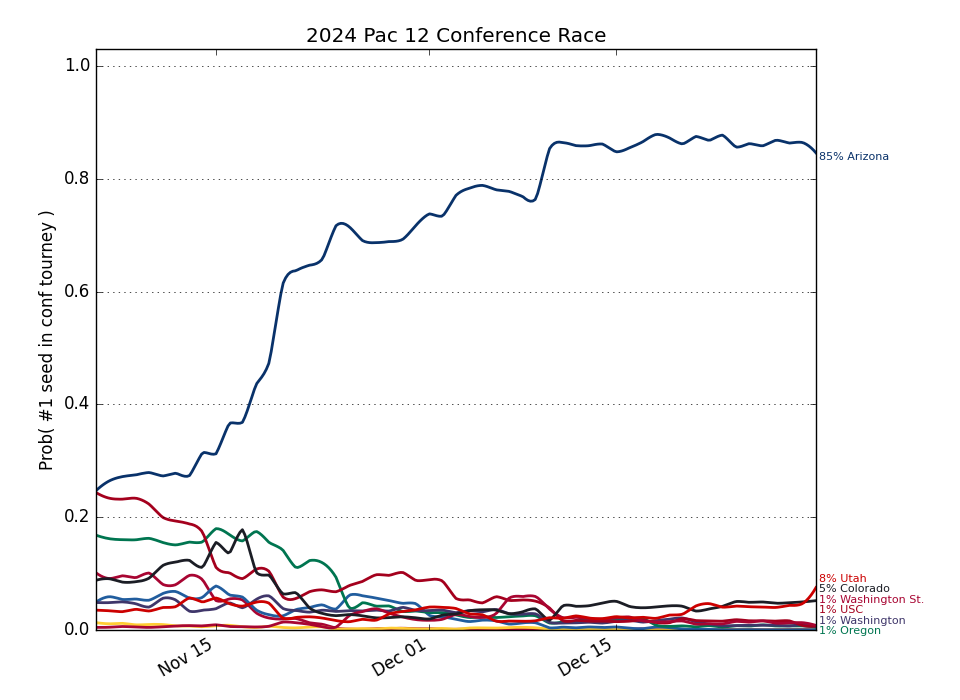 2024 Pac 12 Conference Race
Prob( #1 seed in conf tourney )
1.0
0.8
0.6
0.4
0.2
0.0
Nov 15
Dec 01
Dec 15
85% Arizona
8% Utah
5% Colorado
1% Washington St.
1% USC
1% Washington
1% Oregon